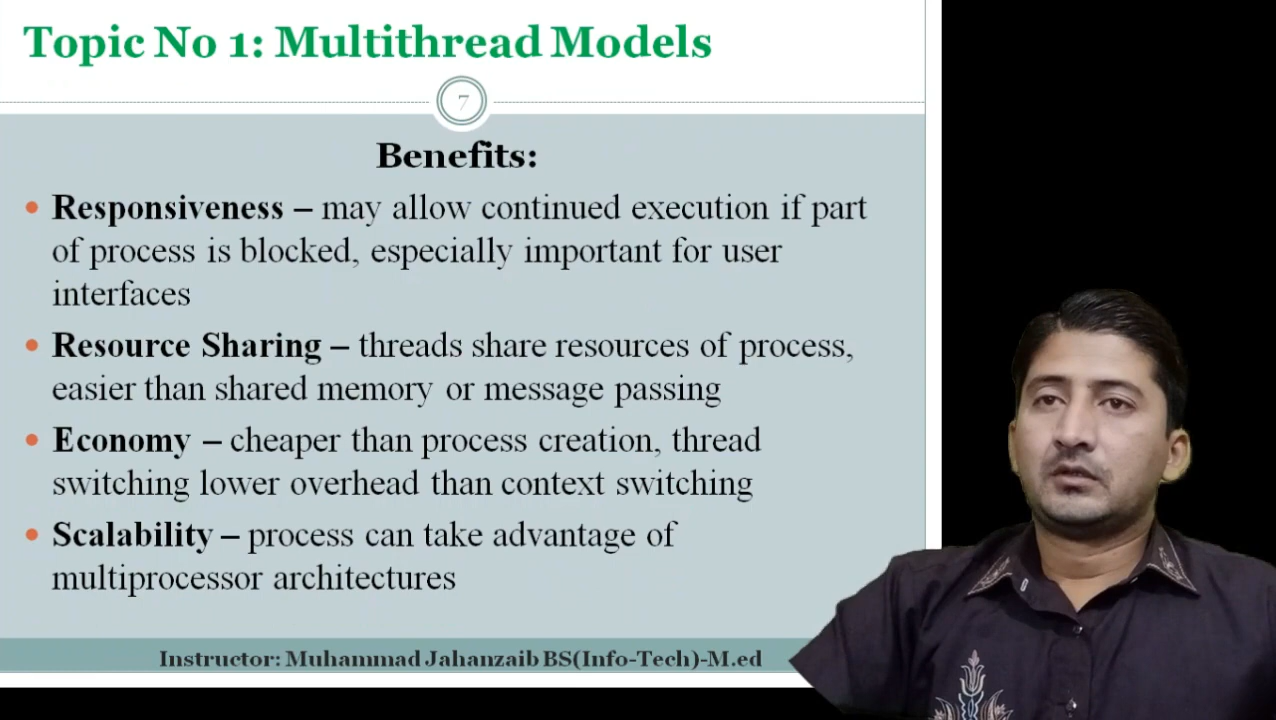 Topic No 1: Multithread Models
7
Benefits:
• Responsiveness – may allow continued execution if part
of process is blocked, especially important for user
interfaces
• Resource Sharing – threads share resources of process,
easier than shared memory or message passing
• Economy – cheaper than process creation, thread
switching lower overhead than context switching
• Scalability – process can take advantage of
multiprocessor architectures
Instructor: Muhammad Jahanzaib BS(Info-Tech)-M.ed